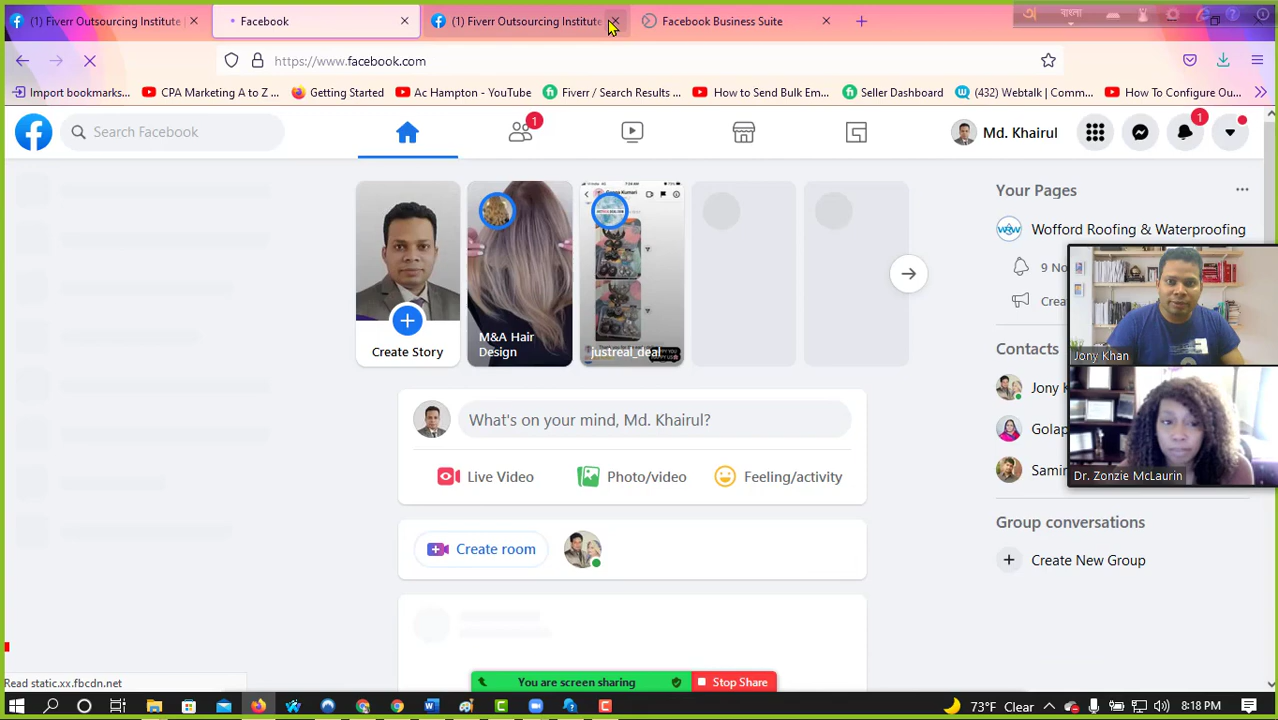 (1) Fiverr Outsourcing Institute
Facebook
(1) Fiverr Outsourcing Institute
Facebook Business Suite
বাংলা
https://www.facebook.com
Import bookmarks...
CPA Marketing A to Z ...
Getting Started
Ac Hampton - YouTube
Fiverr / Search Results ...
How to Send Bulk Em...
Seller Dashboard
(432) Webtalk | Comm...
How To Configure Ou...
Search Facebook
1
Md. Khairul
1
Your Pages
Wofford Roofing & Waterproofing
9 No
Crea
Create Story
M&A Hair
Design
justreal_deal
Contacts
Jony K
Golap
Samin
Jony Khan
Dr. Zonzie McLaurin
What's on your mind, Md. Khairul?
Live Video
Photo/video
Feeling/activity
Create room
Group conversations
Create New Group
Read static.xx.fbcdn.net
You are screen sharing
Stop Share
73°F Clear
8:18 PM